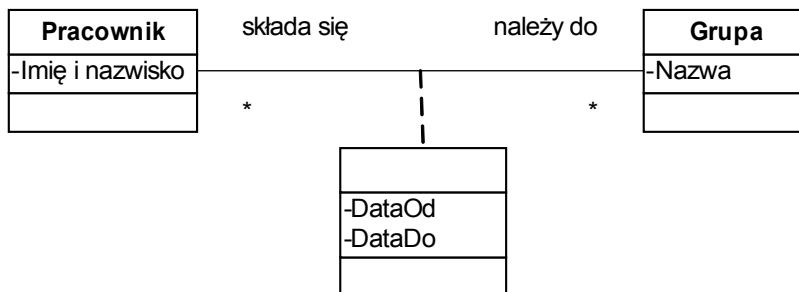 Pracownik
-Imię i nazwisko
składa się
należy do
*
*
Grupa
-Nazwa
-DataOd
-DataDo